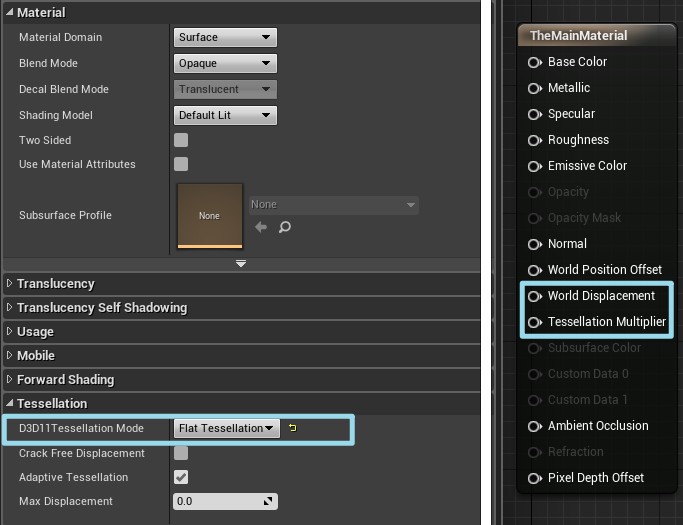 Material
Material Domain
Surface
Blend Mode
Opaque
Decal Blend Mode
Translucent
Shading Model
Default Lit
Two Sided
Use Material Attributes
Subsurface Profile
None
None
Translucency
Translucency Self Shadowing
Usage
Mobile
Forward Shading
Tessellation
D3D11Tessellation Mode
Flat Tessellation
Crack Free Displacement
Adaptive Tessellation
Max Displacement
0.0
TheMainMaterial
Base Color
Metallic
Specular
Roughness
Emissive Color
Opacity
Opacity Mask
Normal
World Position Offset
World Displacement
Tessellation Multiplier
Subsurface Color
Custom Data 0
Custom Data 1
Ambient Occlusion
Refraction
Pixel Depth Offset